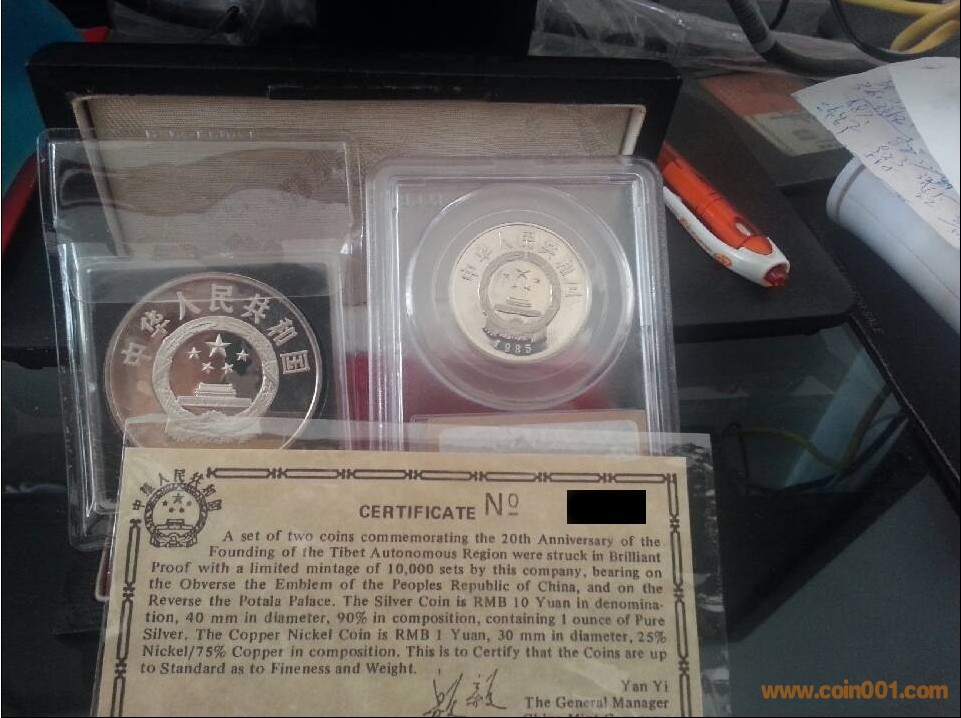 中华人民共和国
中华人民共和国
1985
中华人民共和国
CERTIFICATE Nº
A set of two coins commemorating the 20th Anniversary of the
Founding of the Tibet Autonomous Region were struck in Brilliant
Proof with a limited mintage of 10,000 sets by this company, bearing on
the Obverse the Emblem of the Peoples Republic of China, and on the
Reverse the Potala Palace. The Silver Coin is RMB 10 Yuan in denomina-
tion, 40 mm in diameter, 90% in composition, containing 1 ounce of Pure
Silver. The Copper Nickel Coin is RMB 1 Yuan, 30 mm in diameter, 25%
Nickel/75% Copper in composition. This is to Certify that the Coins are up
to Standard as to Fineness and Weight.
Yan Yi
The General Manager
www.coin001.com